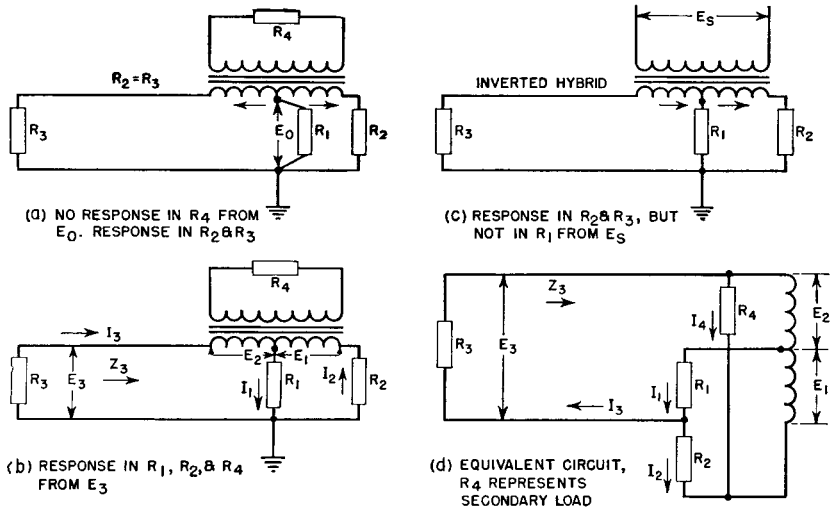 R4
R2=R3
R3
E0
R1
R2
(a) NO RESPONSE IN R4 FROM
E0. RESPONSE IN R2&R3
ES
INVERTED HYBRID
R3
R1
R2
(c) RESPONSE IN R2&R3, BUT
NOT IN R1 FROM ES
R4
I3
E2
E1
R3
E3
Z3
I1
R1
I2
R2
(b) RESPONSE IN R1, R2, & R4
FROM E3
Z3
R4
E2
I4
R3
E3
E1
I1
R1
I3
I2
R2
(d) EQUIVALENT CIRCUIT,
R4 REPRESENTS
SECONDARY LOAD